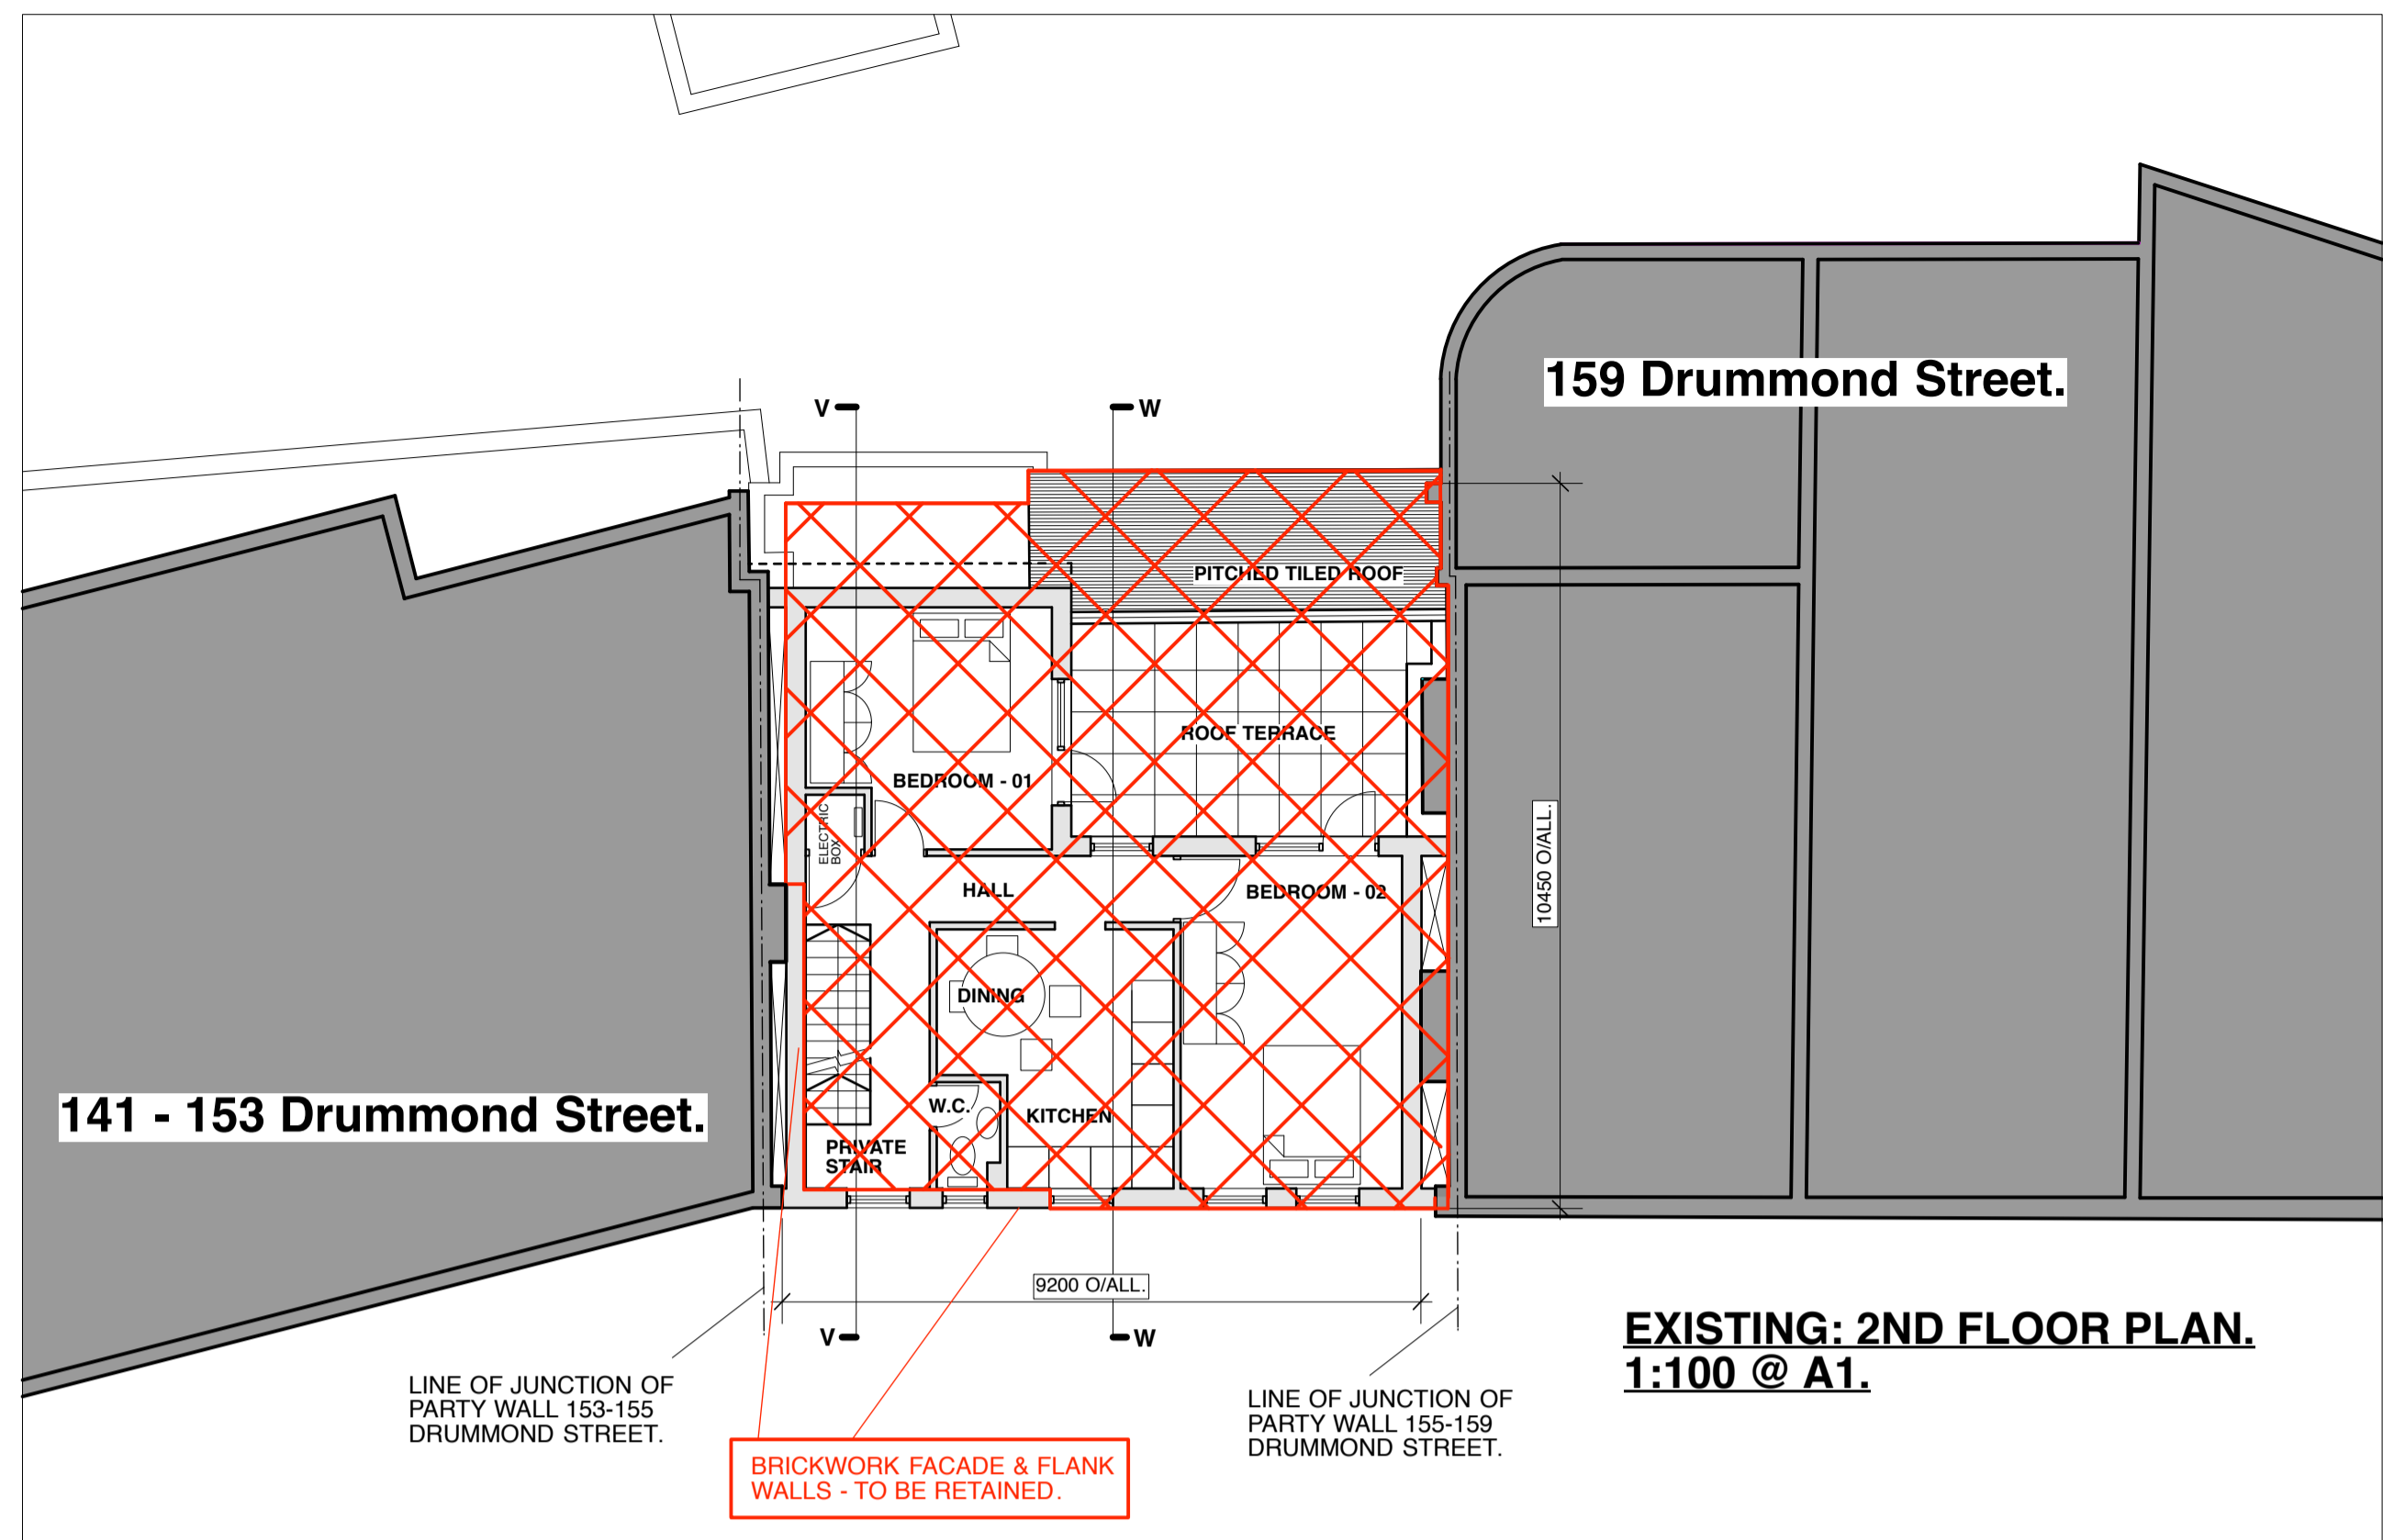 159 Drummond Street.
V
W
PITCHED TILED ROOF
ROOF TERRACE
BEDROOM - 01
ELECTRIC
BOX
HALL
BEDROOM - 02
10450 O/ALL.
DINING
141 - 153 Drummond Street.
W.C.
KITCHEN
PRIVATE
STAIR
9200 O/ALL.
V
W
EXISTING: 2ND FLOOR PLAN.
1:100 @ A1.
LINE OF JUNCTION OF
PARTY WALL 153-155
DRUMMOND STREET.
LINE OF JUNCTION OF
PARTY WALL 155-159
DRUMMOND STREET.
BRICKWORK FACADE & FLANK
WALLS - TO BE RETAINED.